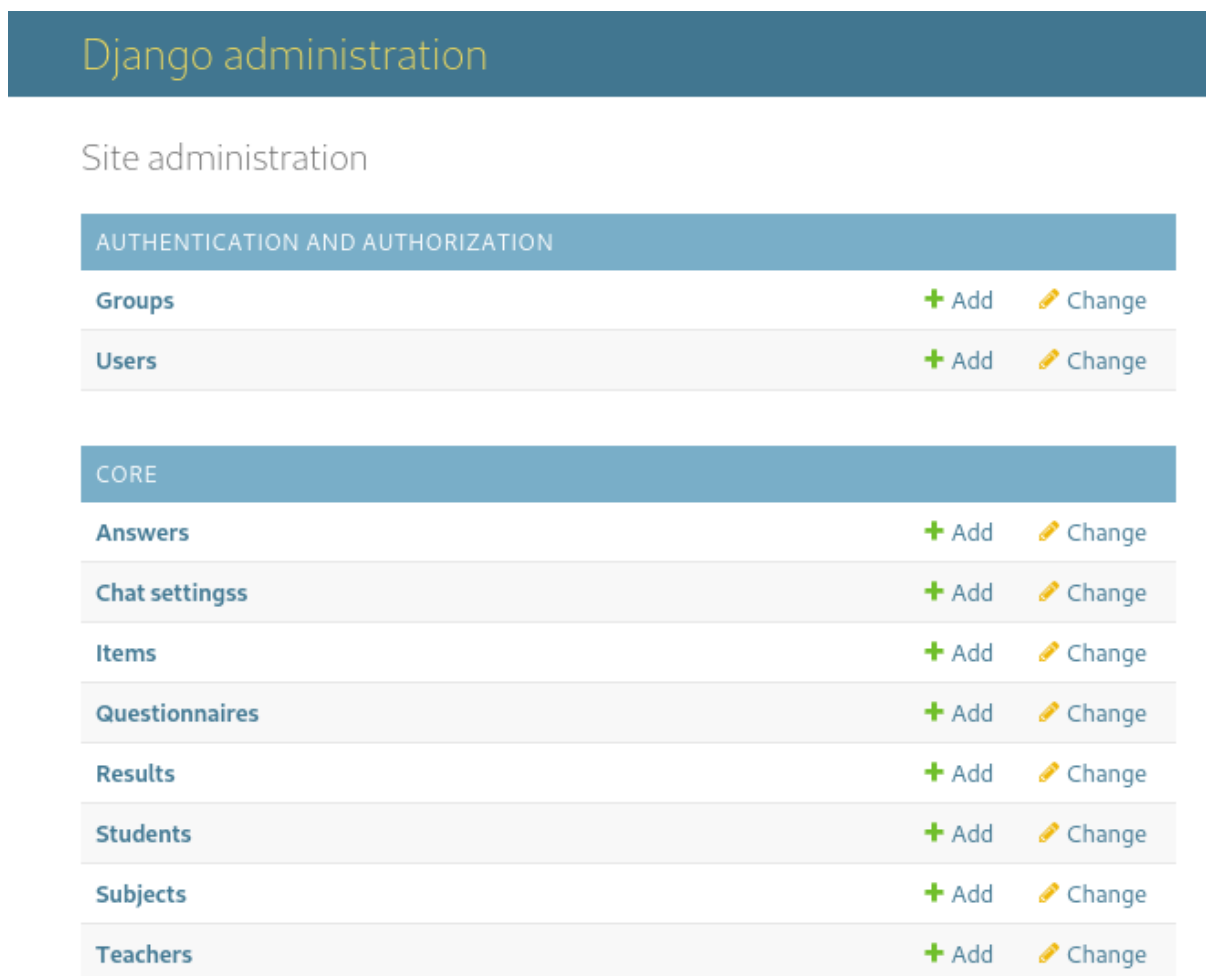 Django administration
Site administration
AUTHENTICATION AND AUTHORIZATION
Groups Add Change
Users Add Change
CORE
Answers Add Change
Chat settingss Add Change
Items Add Change
Questionnaires Add Change
Results Add Change
Students Add Change
Subjects Add Change
Teachers Add Change